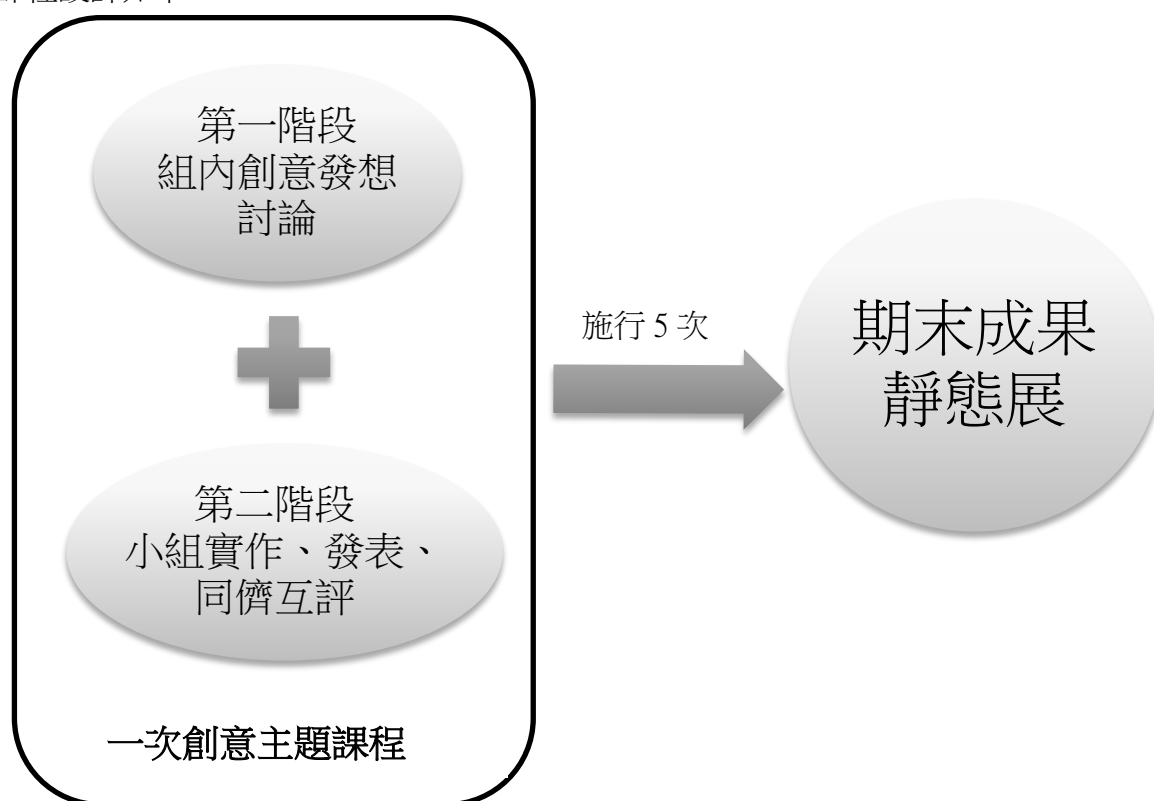 第一階段
組內創意發想
討論
第二階段
小組實作、發表、
同儕互評
一次創意主題課程
施行 5 次
期末成果
靜態展